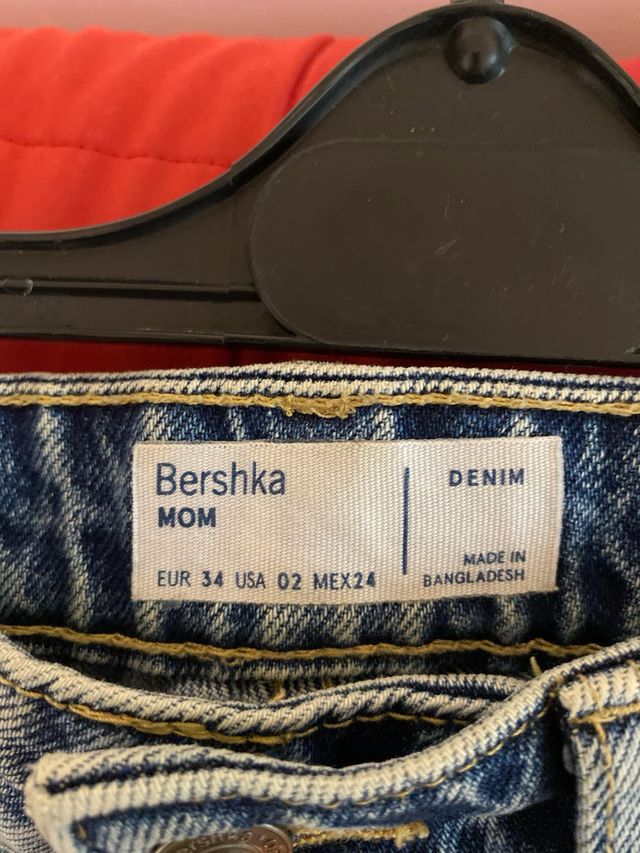 Bershka
MOM
EUR 34 USA 02 MEX24
DENIM
MADE IN
BANGLADESH